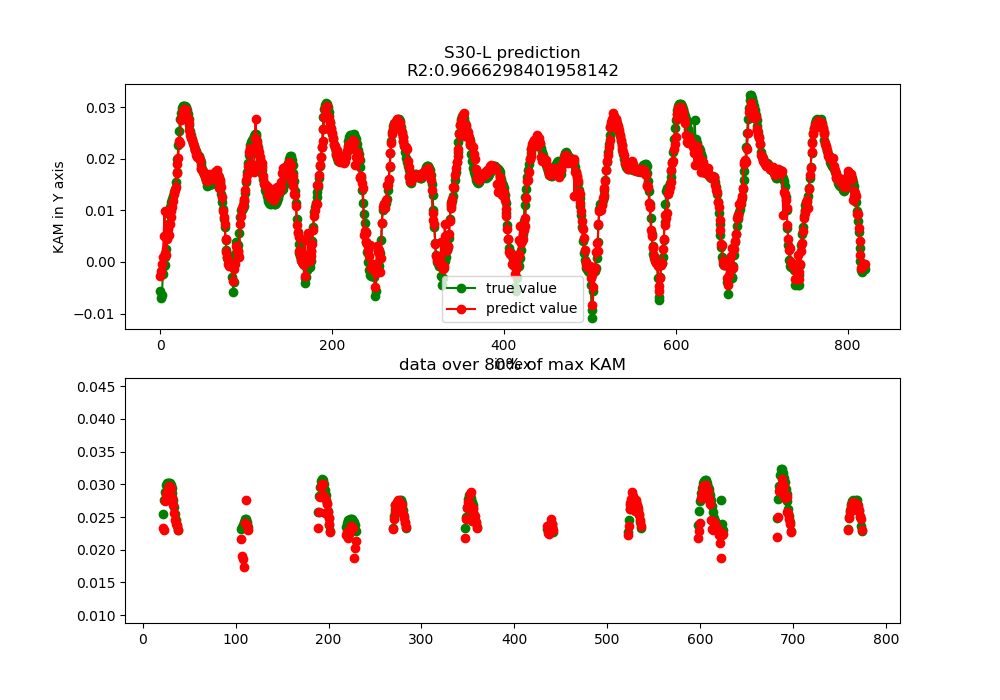 S30-L prediction
R2:0.9666298401958142
KAM in Y axis
0.03
0.02
0.01
0.00
−0.01
true value
predict value
0 200 400 600 800
index
data over 80% of max KAM
0.045
0.040
0.035
0.030
0.025
0.020
0.015
0.010
0 100 200 300 400 500 600 700 800